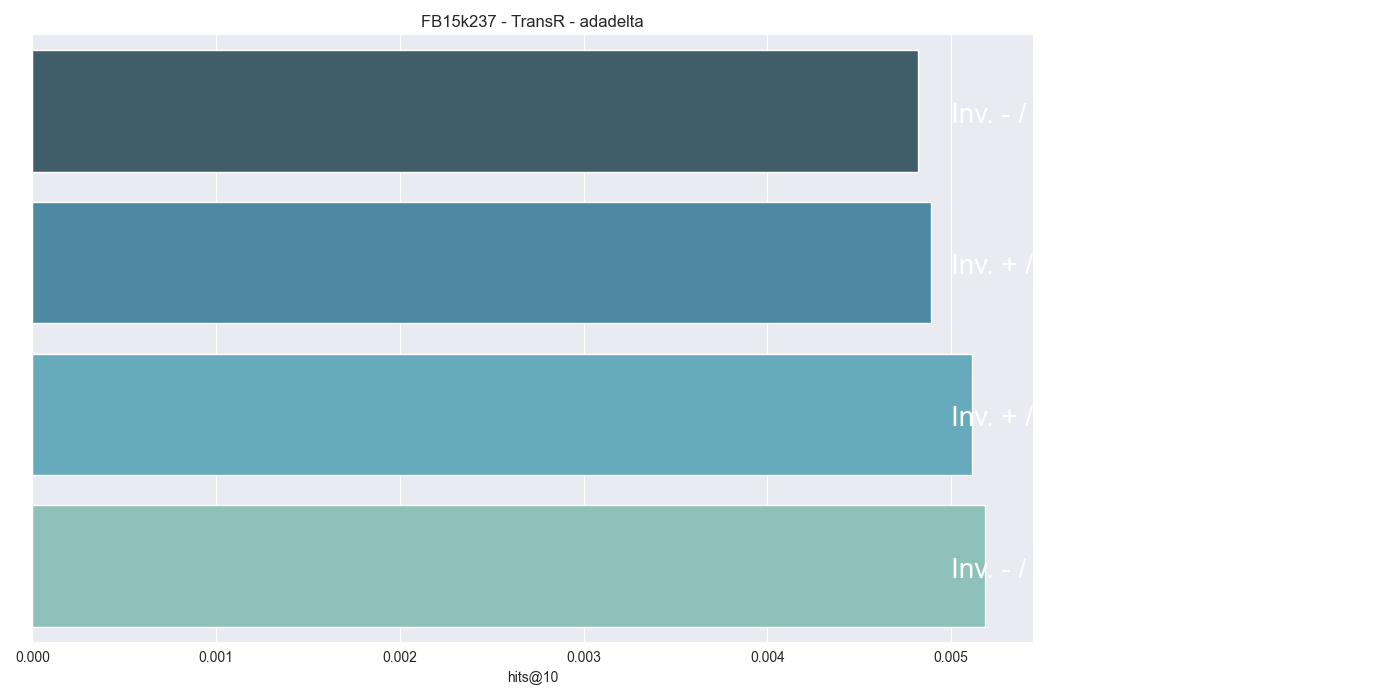 FB15k237 - TransR - adadelta
Inv. - /
Inv. + /
Inv. + /
Inv. - /
0.000 0.001 0.002 0.003 0.004 0.005
hits@10